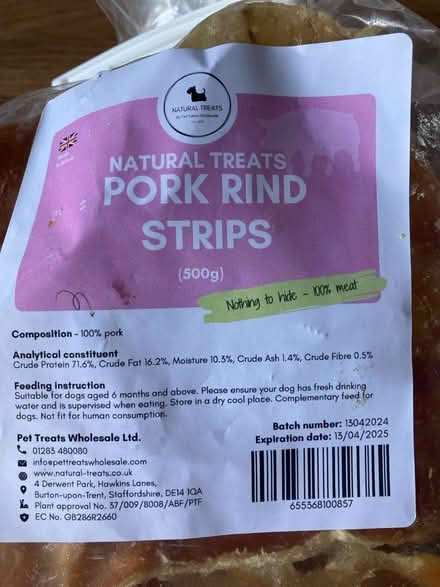 NATURAL TREATS
By Pet Treats Wholesale
NATURAL TREATS
PORK RIND
STRIPS
(500g)
Nothing to hide - 100% meat
Composition - 100% pork
Analytical constituent
Crude Protein 71.6%, Crude Fat 16.2%, Moisture 10.3%, Crude Ash 1.4%, Crude Fibre 0.5%
Feeding instruction
Suitable for dogs aged 6 months and above. Please ensure your dog has fresh drinking
water and is supervised when eating. Store in a dry cool place. Complementary feed for
dogs. Not fit for human consumption.
Batch number: 13042024
Expiration date: 13/04/2025
Pet Treats Wholesale Ltd.
01283 480080
info@pettreatswholesale.com
www.natural-treats.co.uk
4 Derwent Park, Hawkins Lanes,
Burton-upon-Trent, Staffordshire, DE14 1QA
Plant approval No. 37/009/8008/ABF/PTF
EC No. GB286R2660
655368100857